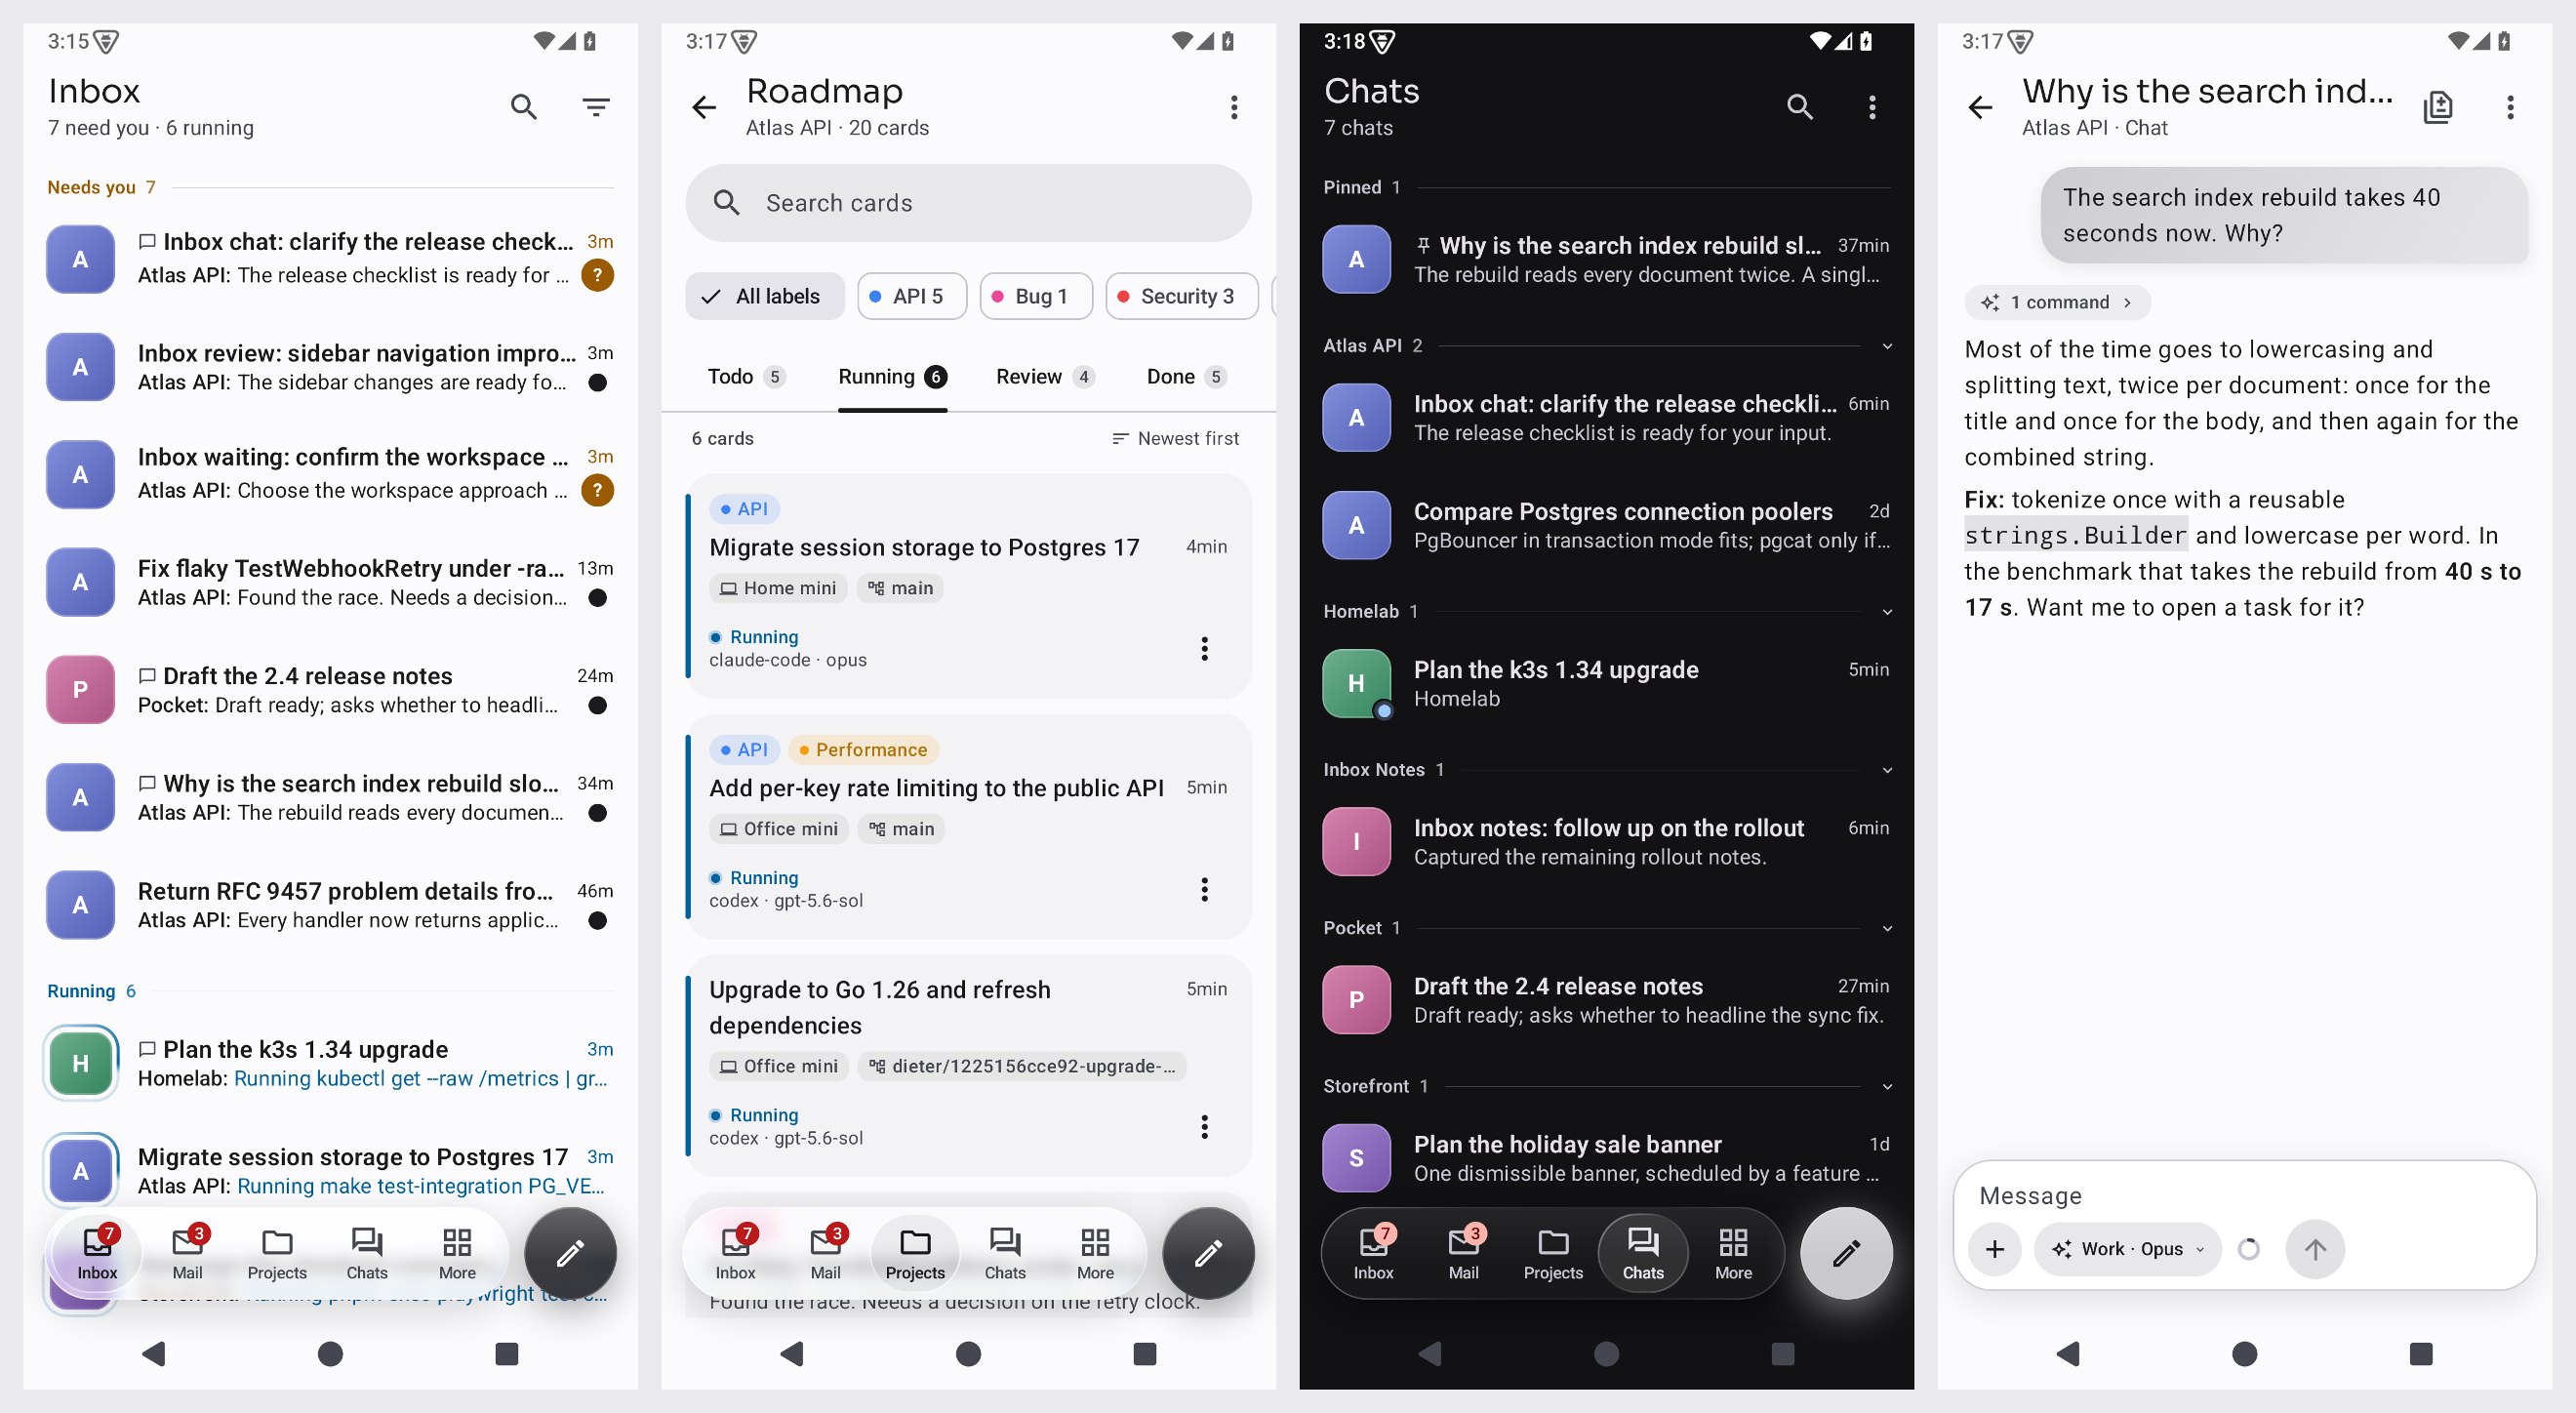 3:15
Inbox
7 need you · 6 running
Needs you 7
Inbox chat: clarify the release check... 3m
Atlas API: The release checklist is ready for ... ?
A
Inbox review: sidebar navigation impro... 3m
Atlas API: The sidebar changes are ready fo...
A
Inbox waiting: confirm the workspace ... 3m
Atlas API: Choose the workspace approach ... ?
A
Fix flaky TestWebhookRetry under -ra... 13m
Atlas API: Found the race. Needs a decision...
A
Draft the 2.4 release notes 24m
Pocket: Draft ready; asks whether to headli...
P
Why is the search index rebuild slo... 34m
Atlas API: The rebuild reads every documen...
A
Return RFC 9457 problem details fro... 46m
Atlas API: Every handler now returns applic...
A
Running 6
Plan the k3s 1.34 upgrade 3m
Homelab: Running kubectl get --raw /metrics | gr...
H
Migrate session storage to Postgres 17 3m
Atlas API: Running make test-integration PG_VE...
A
7 3
Inbox Mail Projects Chats More
3:17
Roadmap
Atlas API · 20 cards
Search cards
All labels API 5 Bug 1 Security 3
Todo 5 Running 6 Review 4 Done 5
6 cards Newest first
API
Migrate session storage to Postgres 17 4min
Home mini main
Running
claude-code · opus
API Performance
Add per-key rate limiting to the public API 5min
Office mini main
Running
codex · gpt-5.6-sol
Upgrade to Go 1.26 and refresh 5min
dependencies
Office mini dieter/1225156cce92-upgrade-...
Running
codex · gpt-5.6-sol
7 3
Inbox Mail Projects Chats More
Found the race. Needs a decision on the retry clock.
3:18
Chats
7 chats
Pinned 1
Why is the search index rebuild sl... 37min
The rebuild reads every document twice. A singl...
A
Atlas API 2
Inbox chat: clarify the release checkli... 6min
The release checklist is ready for your input.
A
Compare Postgres connection poolers 2d
PgBouncer in transaction mode fits; pgcat only if...
A
Homelab 1
Plan the k3s 1.34 upgrade 5min
Homelab
H
Inbox Notes 1
Inbox notes: follow up on the rollout 6min
Captured the remaining rollout notes.
I
Pocket 1
Draft the 2.4 release notes 27min
Draft ready; asks whether to headline the sync fix.
P
Storefront 1
Plan the holiday sale banner 1d
One dismissible banner, scheduled by a feature ...
S
7 3
Inbox Mail Projects Chats More
3:17
Why is the search ind...
Atlas API · Chat
The search index rebuild takes 40
seconds now. Why?
1 command
Most of the time goes to lowercasing and
splitting text, twice per document: once for the
title and once for the body, and then again for the
combined string.
Fix: tokenize once with a reusable
strings.Builder and lowercase per word. In
the benchmark that takes the rebuild from 40 s to
17 s. Want me to open a task for it?
Message
Work · Opus